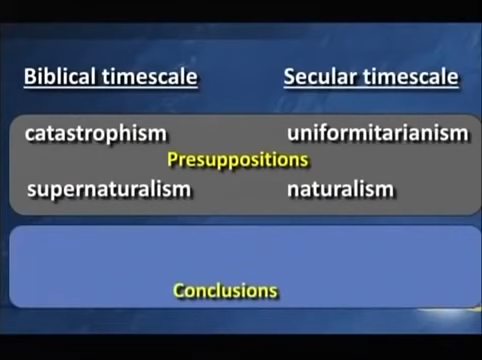 Biblical timescale Secular timescale
catastrophism uniformitarianism
Presuppositions
supernaturalism naturalism
Conclusions